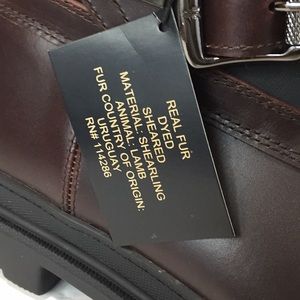 REAL FUR
DYED
SHEARED
MATERIAL: SHEARLING
ANIMAL: LAMB
FUR COUNTRY OF ORIGIN:
URUGUAY
RN# 114286